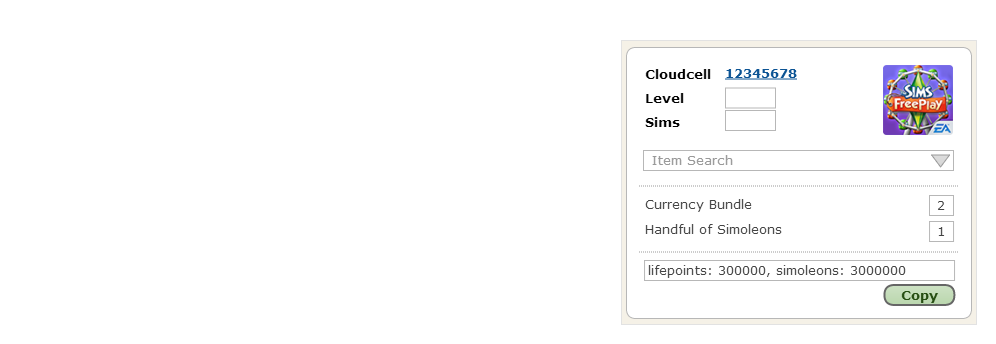 Cloudcell 12345678
Level
Sims
SIMS
FREEPLAY
EA
Item Search
Currency Bundle 2
Handful of Simoleons 1
lifepoints: 300000, simoleons: 3000000
Copy